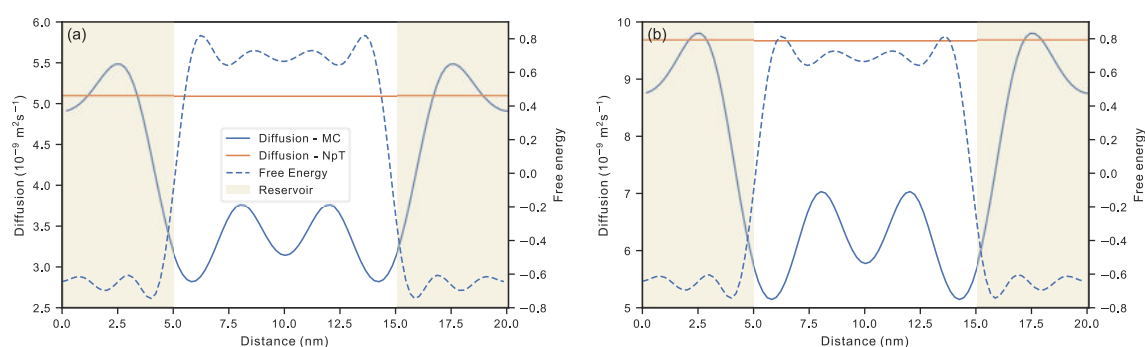 (a)
Diffusion (10⁻⁹ m²s⁻¹)
6.0
5.5
5.0
4.5
4.0
3.5
3.0
2.5
0.8
0.6
0.4
0.2
0.0
−0.2
−0.4
−0.6
−0.8
Free energy
Diffusion - MC
Diffusion - NpT
Free Energy
Reservoir
0.0 2.5 5.0 7.5 10.0 12.5 15.0 17.5 20.0
Distance (nm)
(b)
Diffusion (10⁻⁹ m²s⁻¹)
10
9
8
7
6
5
0.8
0.6
0.4
0.2
0.0
−0.2
−0.4
−0.6
−0.8
Free energy
0.0 2.5 5.0 7.5 10.0 12.5 15.0 17.5 20.0
Distance (nm)